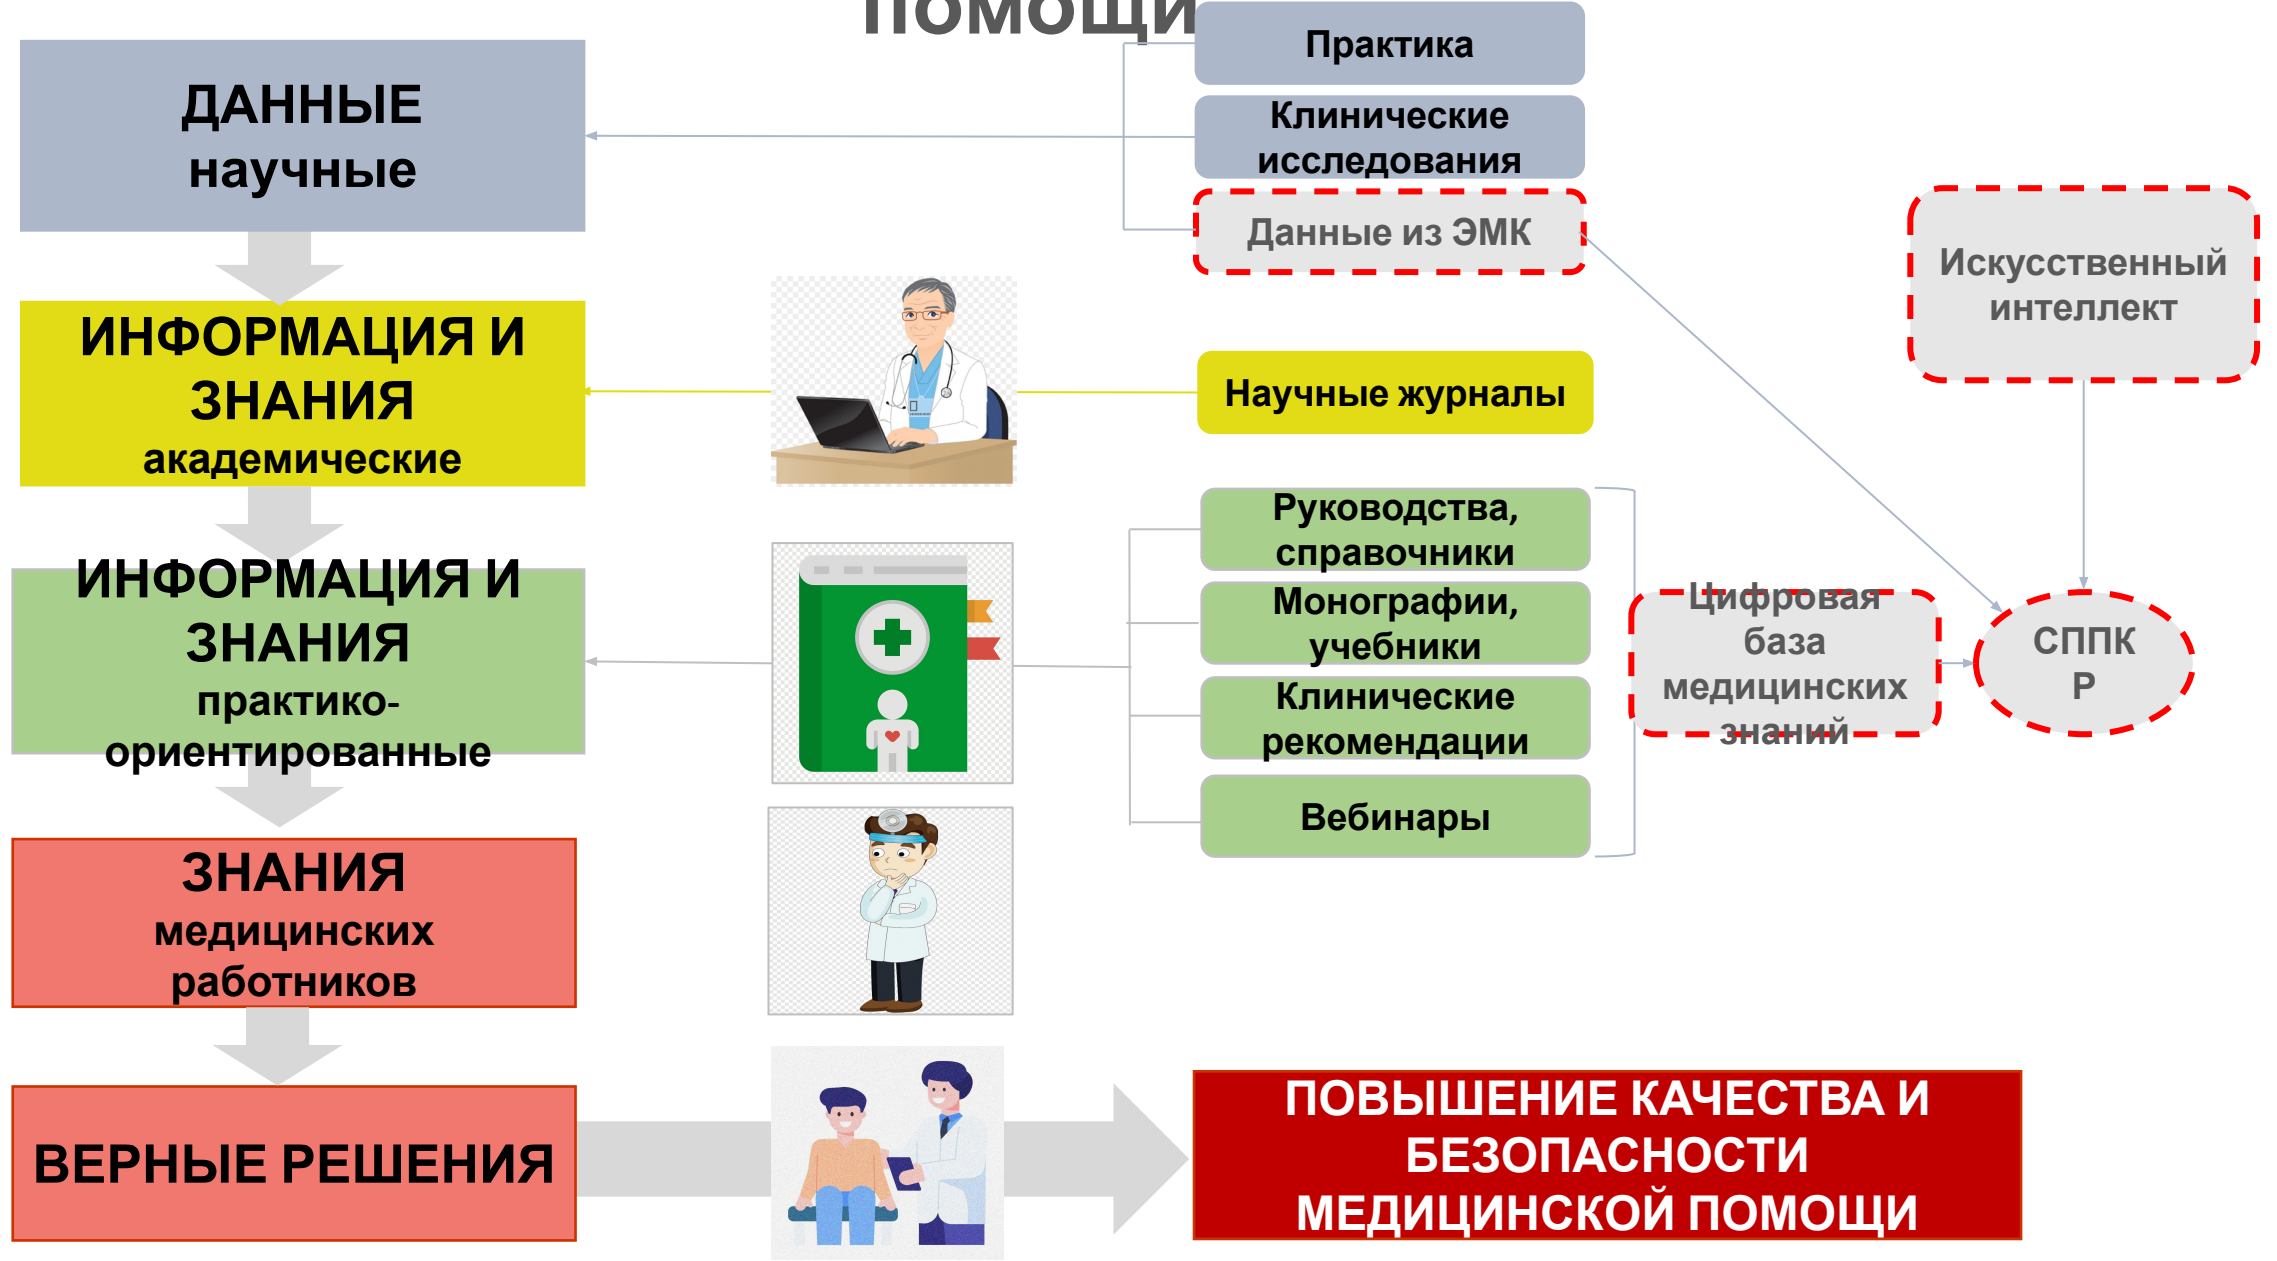 помощи
ДАННЫЕ
научные
Практика
Клинические
исследования
Данные из ЭМК
Искусственный
интеллект
ИНФОРМАЦИЯ И
ЗНАНИЯ
академические
Научные журналы
ИНФОРМАЦИЯ И
ЗНАНИЯ
практико-
ориентированные
Руководства,
справочники
Монографии,
учебники
Клинические
рекомендации
Вебинары
Цифровая
база
медицинских
знаний
СППК
Р
ЗНАНИЯ
медицинских
работников
ВЕРНЫЕ РЕШЕНИЯ
ПОВЫШЕНИЕ КАЧЕСТВА И
БЕЗОПАСНОСТИ
МЕДИЦИНСКОЙ ПОМОЩИ